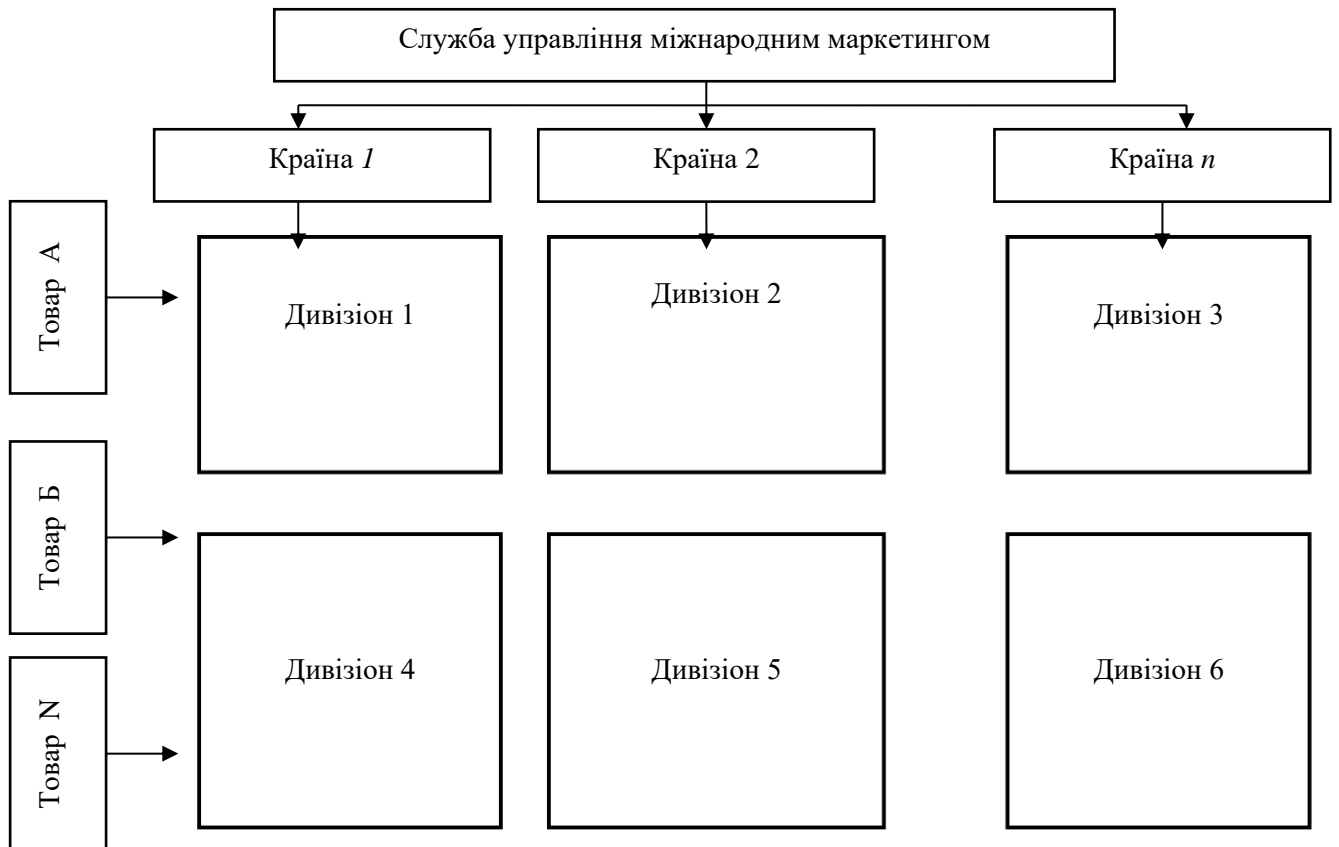 Служба управління міжнародним маркетингом
Країна 1
Країна 2
Країна n
Товар А
Дивізіон 1
Дивізіон 2
Дивізіон 3
Товар Б
Дивізіон 4
Дивізіон 5
Дивізіон 6
Товар N